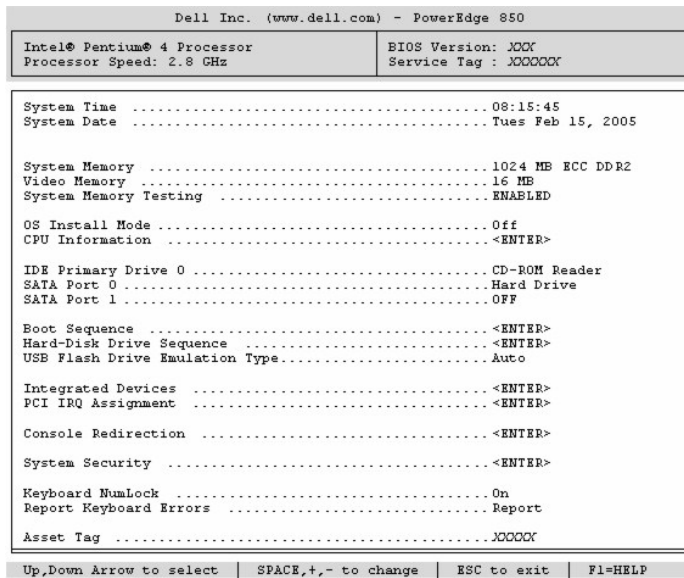 Dell Inc. (www.dell.com) - PowerEdge 850
Intel® Pentium® 4 Processor
Processor Speed: 2.8 GHz
BIOS Version: XXX
Service Tag : XXXXXX
System Time ..........................................08:15:45
System Date ..........................................Tues Feb 15, 2005
System Memory ........................................1024 MB ECC DDR2
Video Memory .........................................16 MB
System Memory Testing ................................ENABLED
OS Install Mode.......................................Off
CPU Information ......................................<ENTER>
IDE Primary Drive 0...................................CD-ROM Reader
SATA Port 0...........................................Hard Drive
SATA Port 1...........................................OFF
Boot Sequence ........................................<ENTER>
Hard-Disk Drive Sequence .............................<ENTER>
USB Flash Drive Emulation Type........................Auto
Integrated Devices ...................................<ENTER>
PCI IRQ Assignment ...................................<ENTER>
Console Redirection ..................................<ENTER>
System Security ......................................<ENTER>
Keyboard NumLock .....................................On
Report Keyboard Errors ...............................Report
Asset Tag ............................................XXXXX
Up,Down Arrow to select | SPACE,+,- to change | ESC to exit | F1=HELP